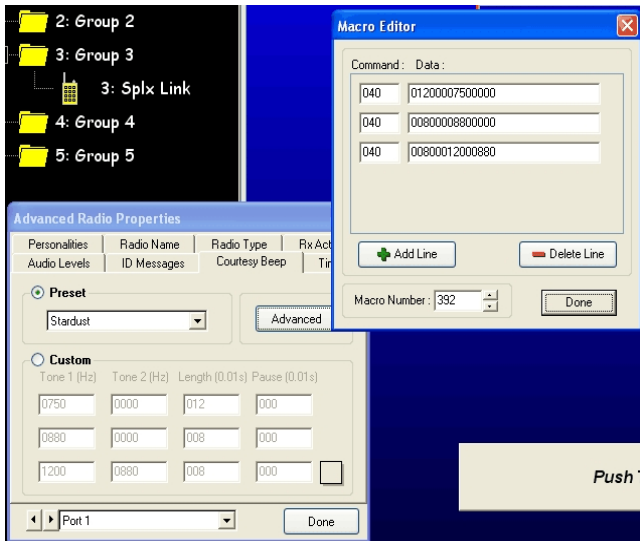 2: Group 2
3: Group 3
3: Splx Link
4: Group 4
5: Group 5
Macro Editor
Command: Data:
040 01200007500000
040 00800008800000
040 00800012000880
Add Line Delete Line
Macro Number: 392 Done
Advanced Radio Properties
Personalities Radio Name Radio Type Rx Act
Audio Levels ID Messages Courtesy Beep
Preset
Stardust Advanced
Custom
Tone 1 (Hz) Tone 2 (Hz) Length (0.01s) Pause (0.01s)
0750 0000 012 000
0880 0000 008 000
1200 0880 008 000
Port 1 Done
Push